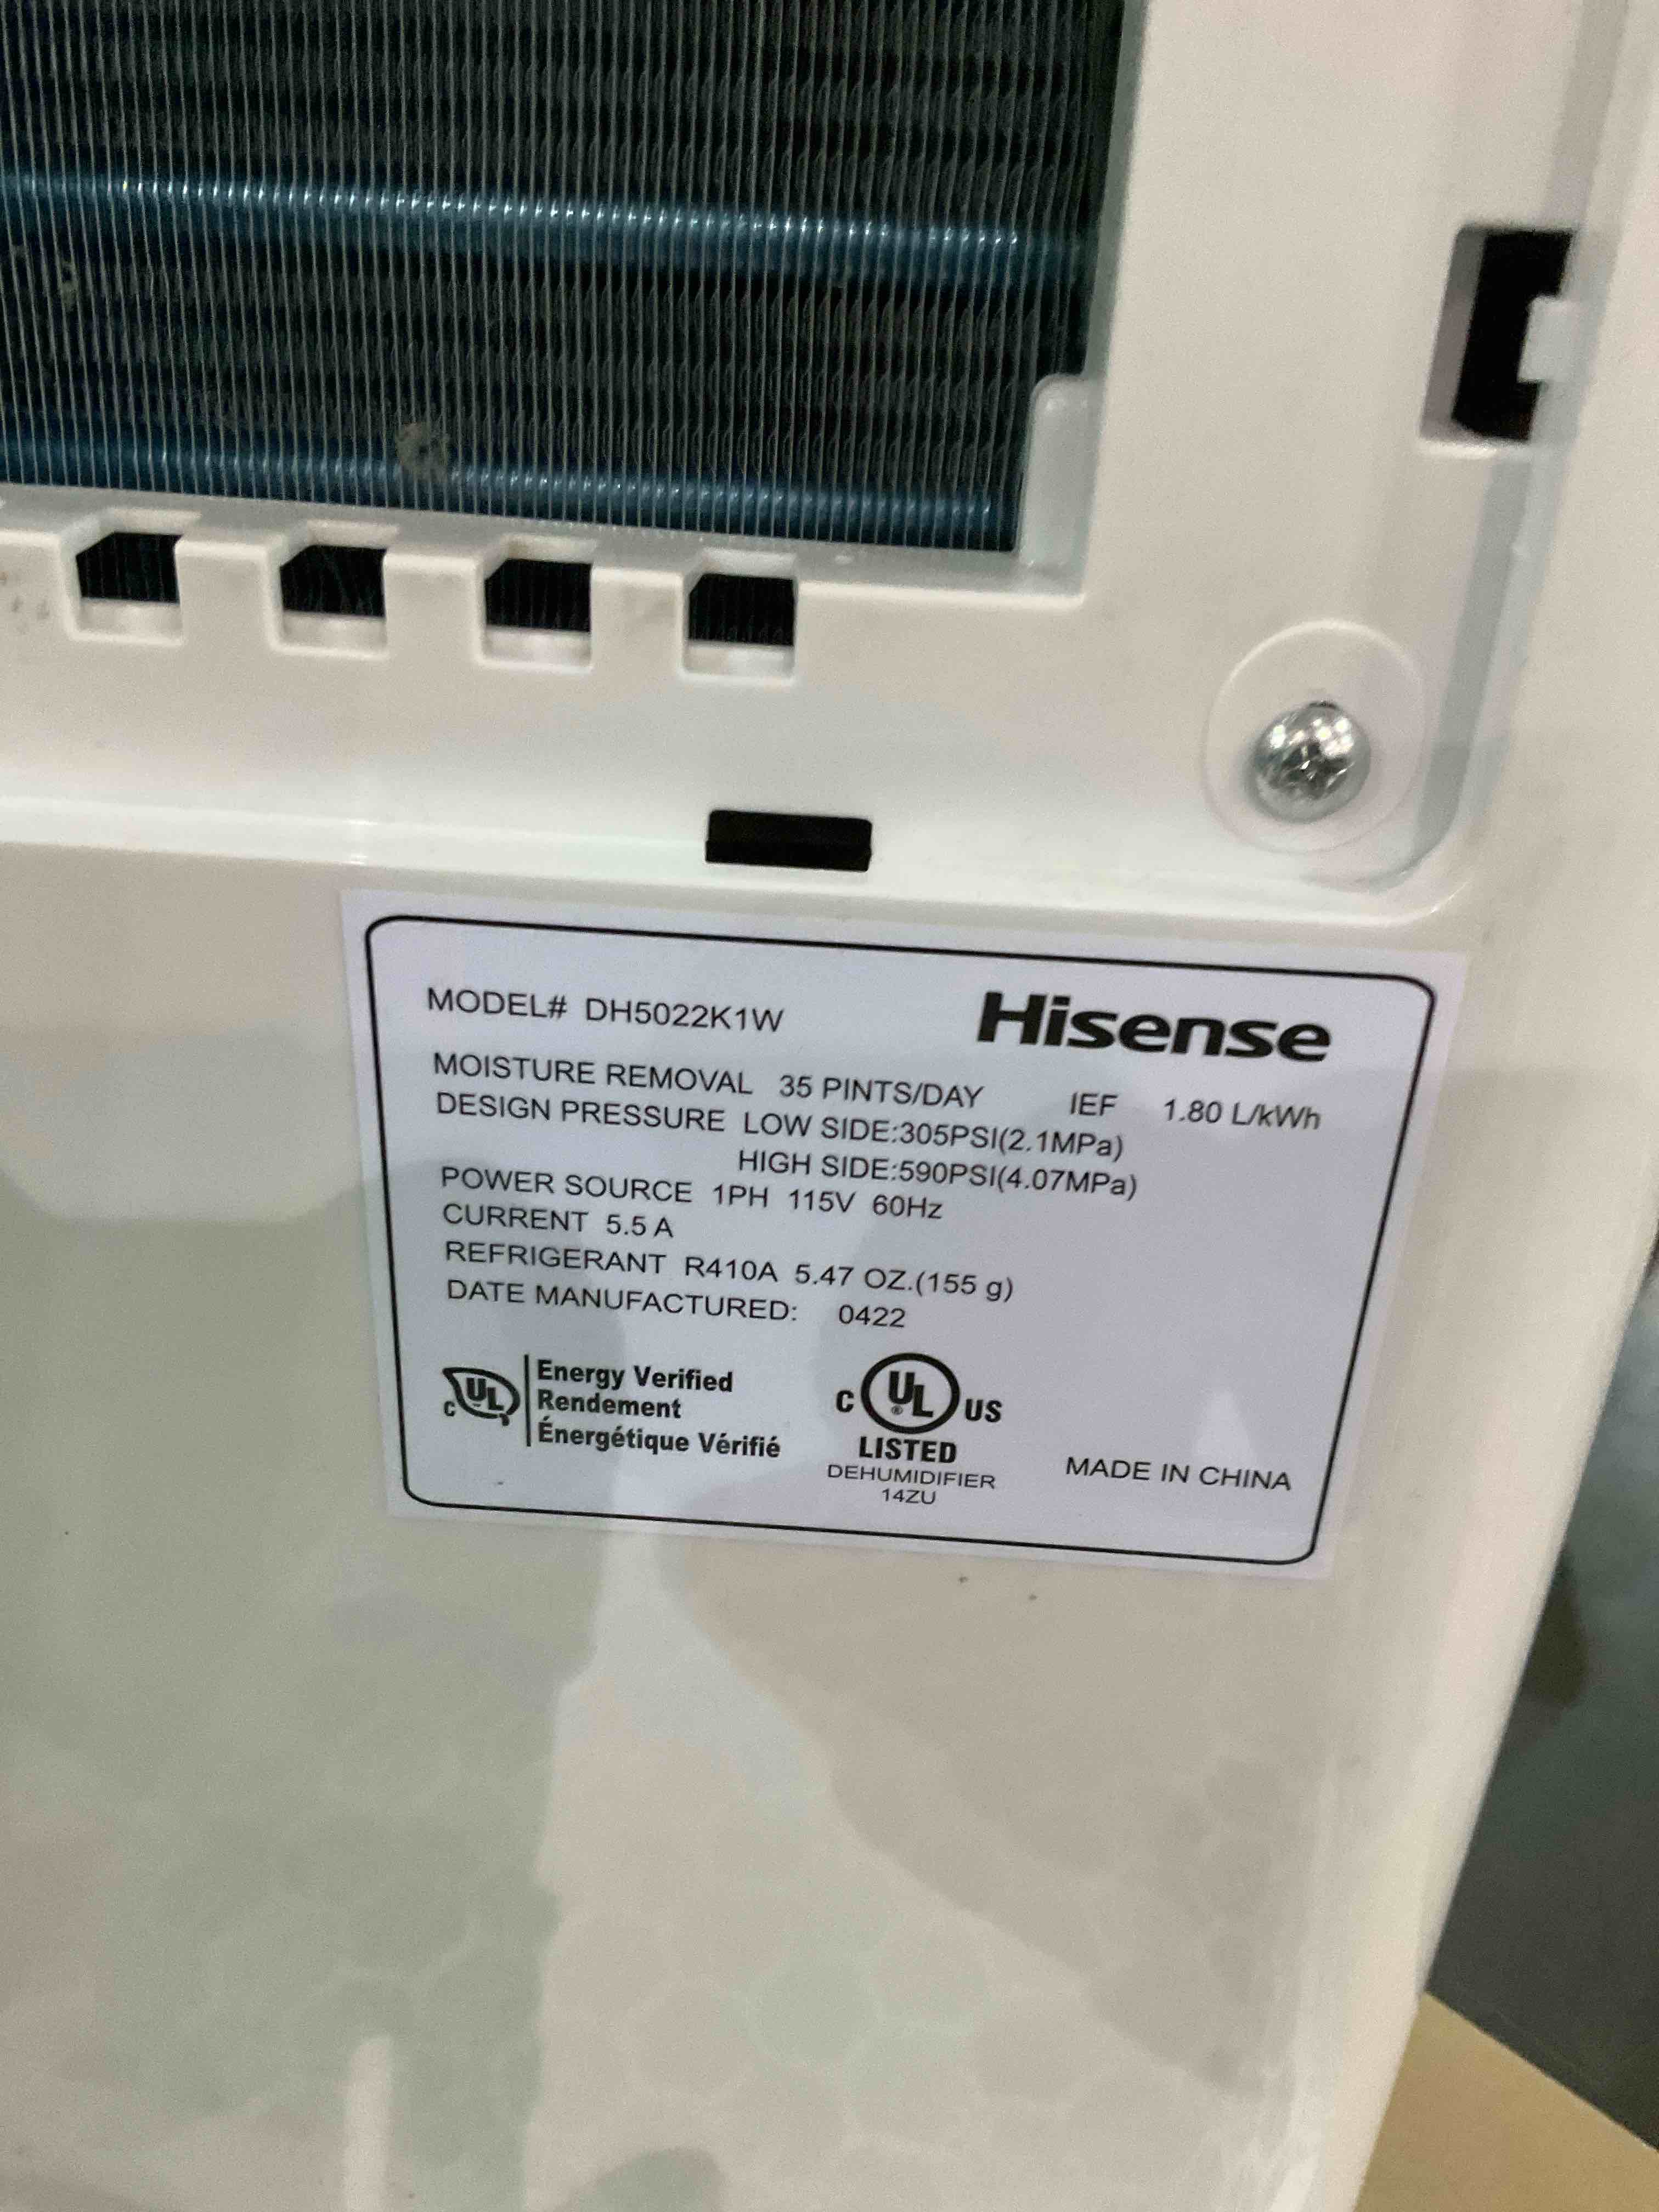 MODEL# DH5022K1W
Hisense
MOISTURE REMOVAL 35 PINTS/DAY IEF 1.80 L/kWh
DESIGN PRESSURE LOW SIDE:305PSI(2.1MPa)
HIGH SIDE:590PSI(4.07MPa)
POWER SOURCE 1PH 115V 60Hz
CURRENT 5.5 A
REFRIGERANT R410A 5.47 OZ.(155 g)
DATE MANUFACTURED: 0422
C UL
Energy Verified
Rendement
Énergétique Vérifié
C UL ® US
LISTED
DEHUMIDIFIER
14ZU
MADE IN CHINA